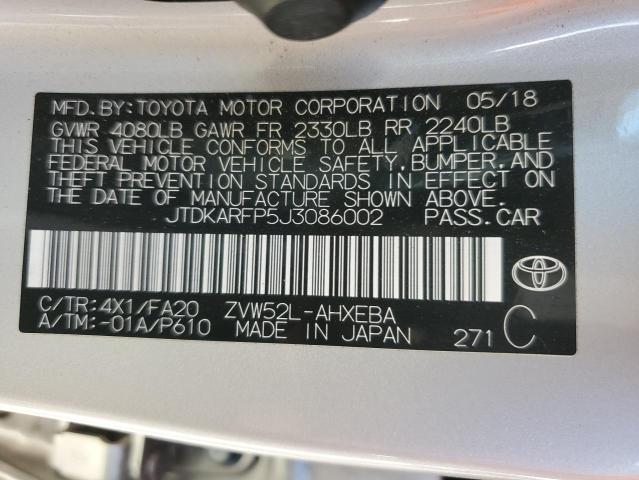 MFD.BY:TOYOTA MOTOR CORPORATION 05/18
GVWR 4080LB GAWR FR 2330LB RR 2240LB
THIS VEHICLE CONFORMS TO ALL APPLICABLE
FEDERAL MOTOR VEHICLE SAFETY,BUMPER,AND
THEFT PREVENTION STANDARDS IN EFFECT ON
THE DATE OF MANUFACTURE SHOWN ABOVE.
JTDKARFP5J3086002 PASS.CAR
C/TR:4X1/FA20 ZVW52L-AHXEBA
A/TM:-01A/P610 MADE IN JAPAN 271 C